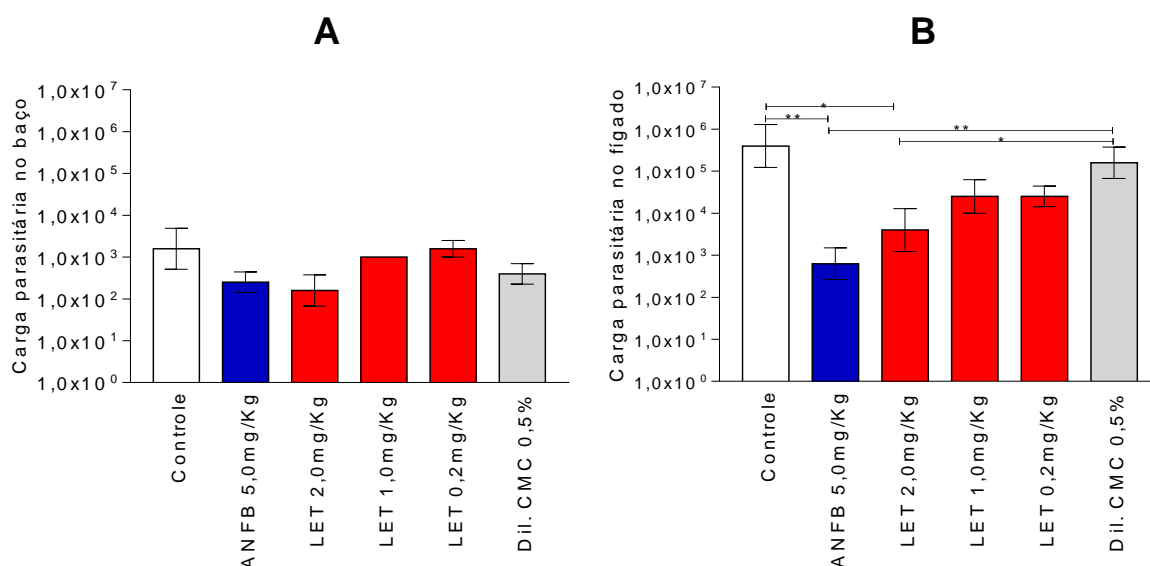 A
Carga parasitária no baço
1,0x10⁷
1,0x10⁶
1,0x10⁵
1,0x10⁴
1,0x10³
1,0x10²
1,0x10¹
1,0x10⁰
Controle
ANFB 5,0mg/Kg
LET 2,0mg/Kg
LET 1,0mg/Kg
LET 0,2mg/Kg
Dil. CMC 0,5%
B
Carga parasitária no fígado
1,0x10⁷
1,0x10⁶
1,0x10⁵
1,0x10⁴
1,0x10³
1,0x10²
1,0x10¹
1,0x10⁰
*
**
**
*
Controle
ANFB 5,0mg/Kg
LET 2,0mg/Kg
LET 1,0mg/Kg
LET 0,2mg/Kg
Dil. CMC 0,5%